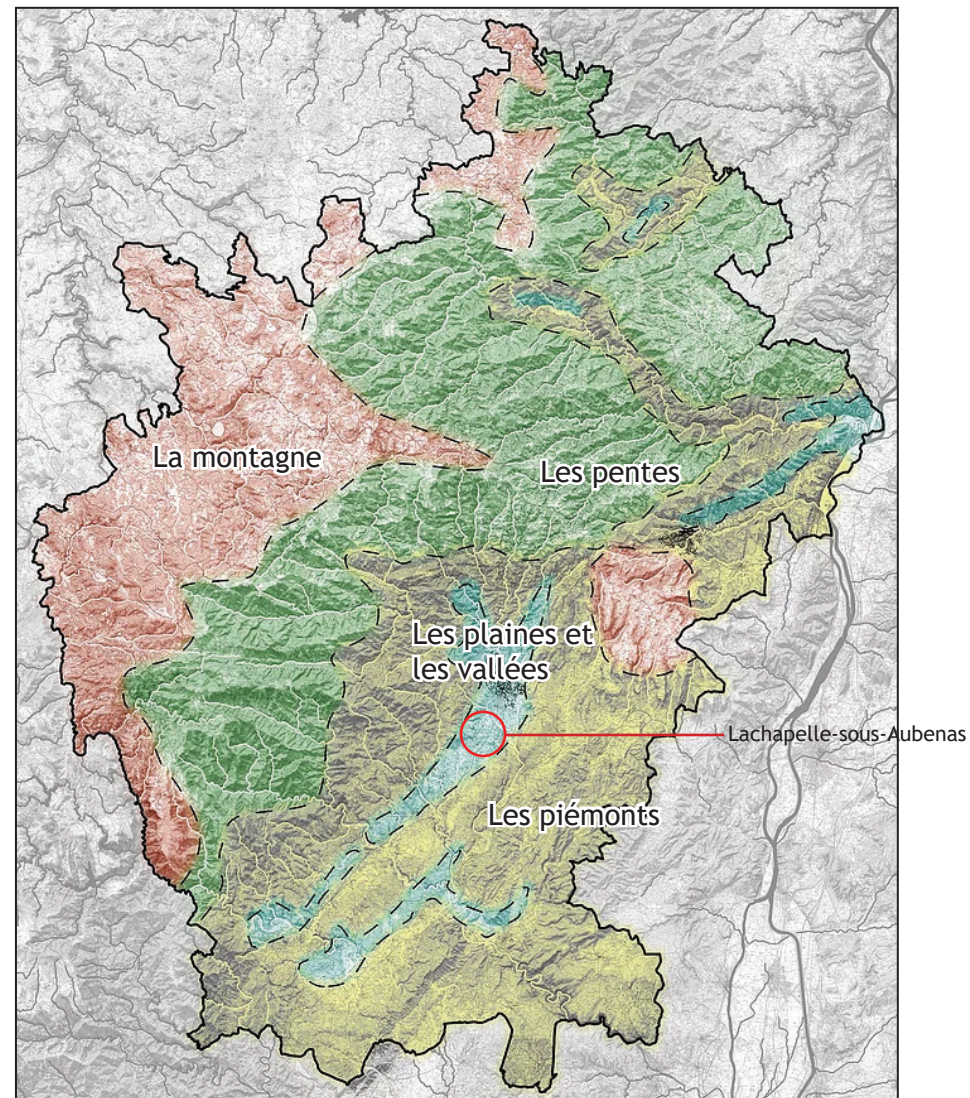 La montagne
Les pentes
Les plaines et
les vallées
Lachapelle-sous-Aubenas
Les piémonts